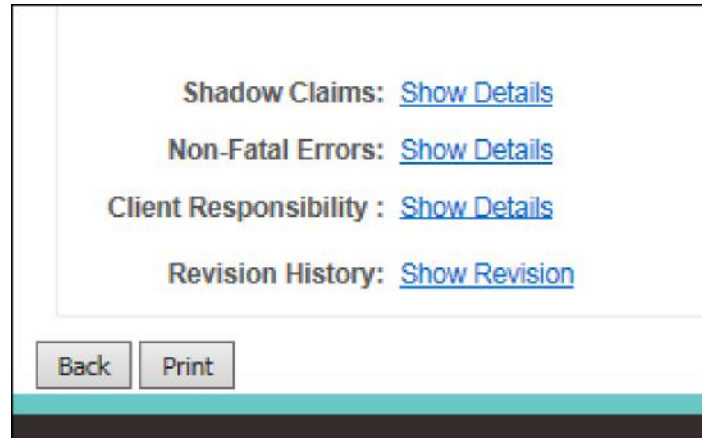 Shadow Claims: Show Details
Non-Fatal Errors: Show Details
Client Responsibility : Show Details
Revision History: Show Revision
Back Print